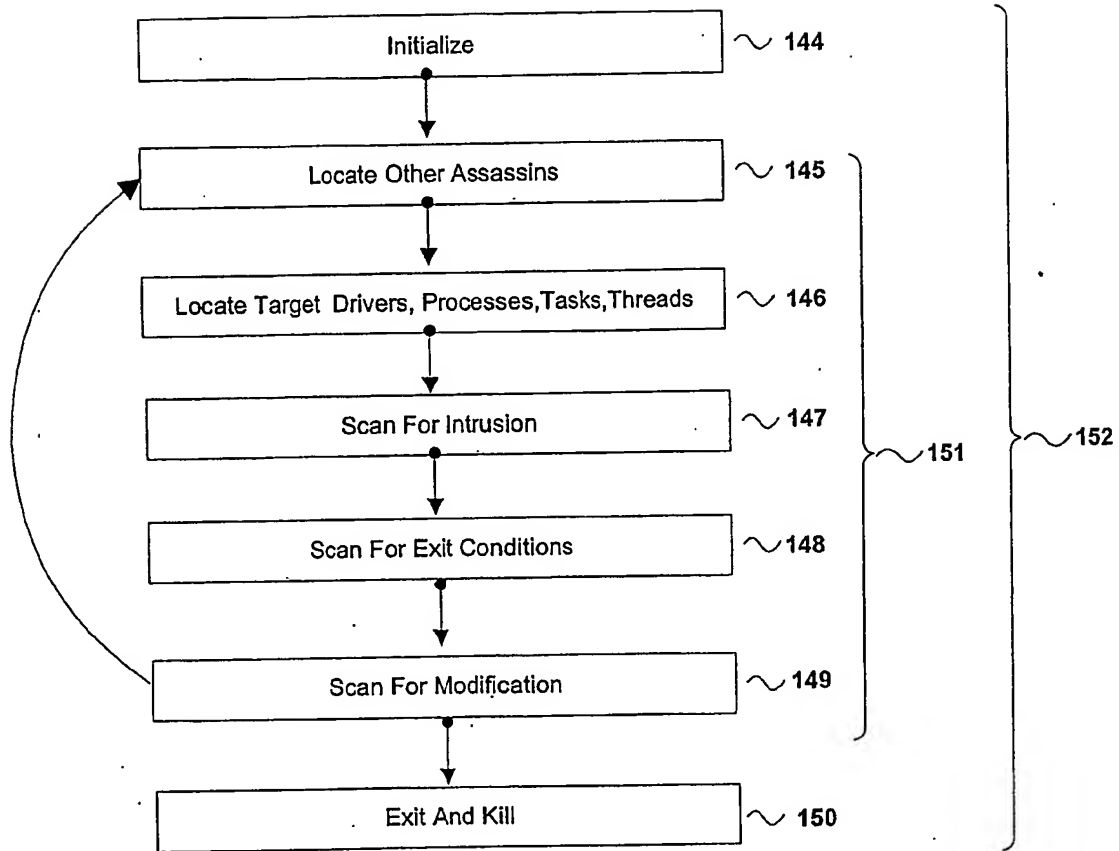 Initialize 144
Locate Other Assassins 145
Locate Target Drivers, Processes,Tasks,Threads 146
Scan For Intrusion 147
152
151
Scan For Exit Conditions 148
Scan For Modification 149
Exit And Kill 150